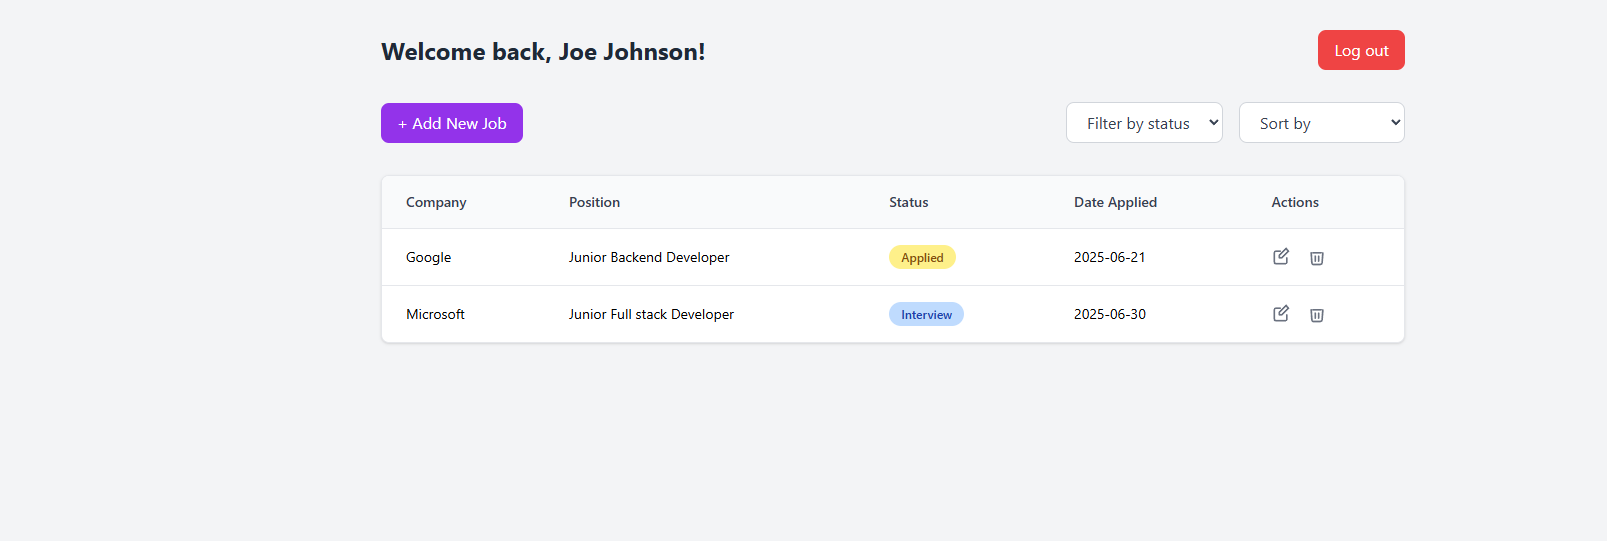 Welcome back, Joe Johnson!
Log out
+ Add New Job
Filter by status
Sort by
Company Position Status Date Applied Actions
Google Junior Backend Developer Applied 2025-06-21
Microsoft Junior Full stack Developer Interview 2025-06-30